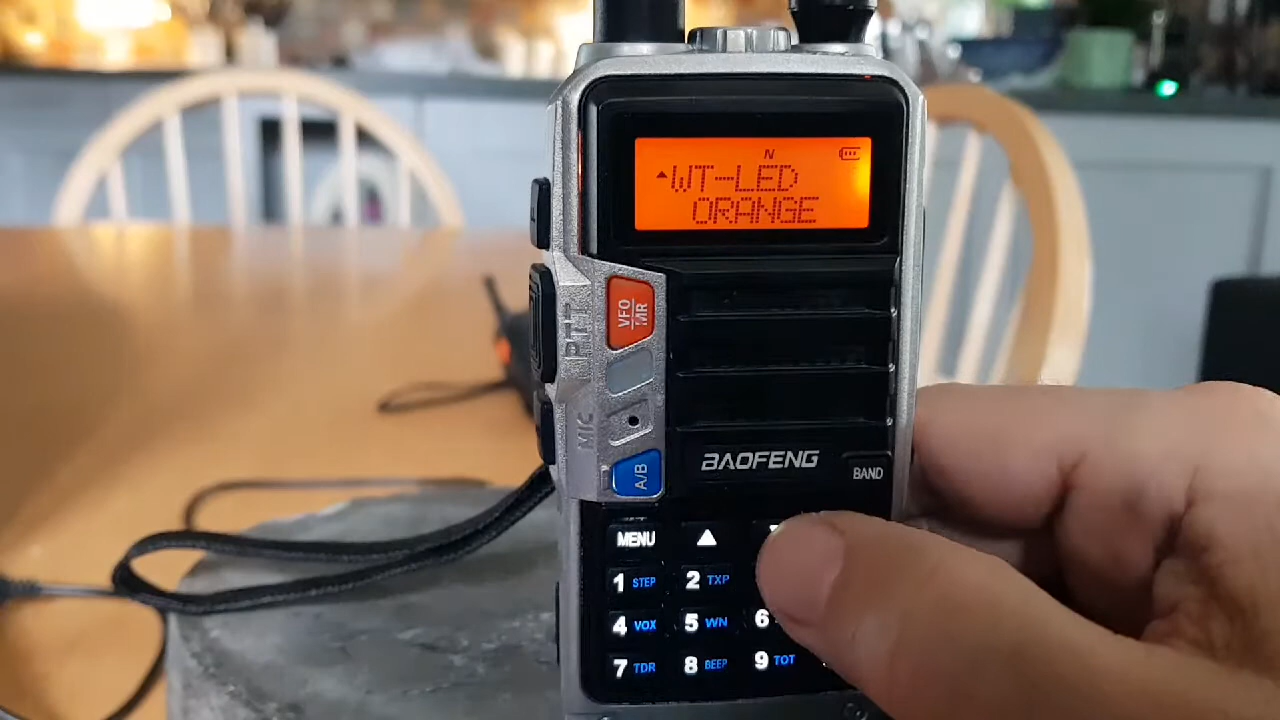 N
WT-LED
ORANGE
VFO
MR
PTT
MIC
A/B
BAOFENG
BAND
MENU
1 STEP
2 TXP
4 VOX
5 WN
6
7 TDR
8 BEEP
9 TOT